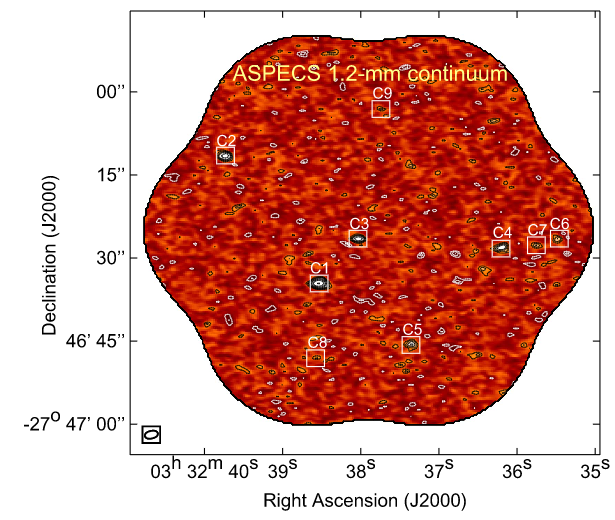 ASPECS 1.2-mm continuum
C9
C2
C3
C4
C7
C6
C1
C5
C8
00’’
15’’
30’’
46’ 45’’
-27° 47’ 00’’
Declination (J2000)
03ʰ 32ᵐ 40ˢ
39ˢ
38ˢ
37ˢ
36ˢ
35ˢ
Right Ascension (J2000)